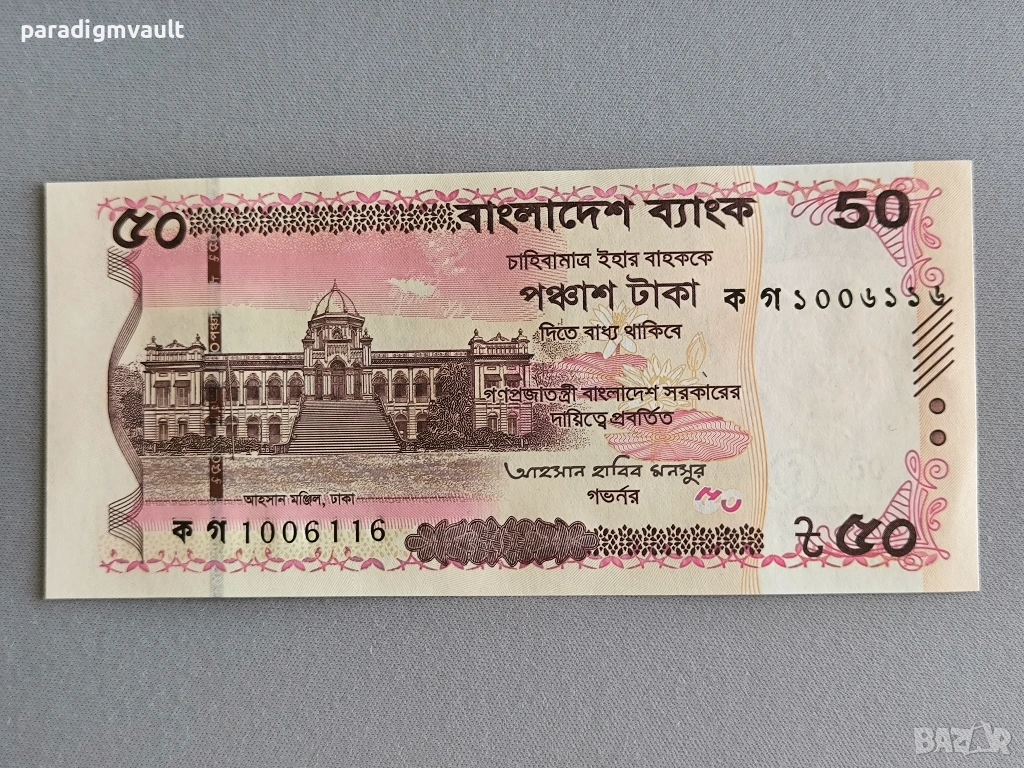 paradigmvault
৫০
বাংলাদেশ ব্যাংক
50
চাহিবামাত্র ইহার বাহককে
পঞ্চাশ টাকা
ক গ ১০০৬১১৬
দিতে বাধ্য থাকিবে
গণপ্রজাতন্ত্রী বাংলাদেশ সরকারের
দায়িত্বে প্রবর্তিত
আহসান হাবিব মনসুর
গভর্নর
আহসান মঞ্জিল, ঢাকা
ক গ 1006116
৳ ৫০
BAZAR